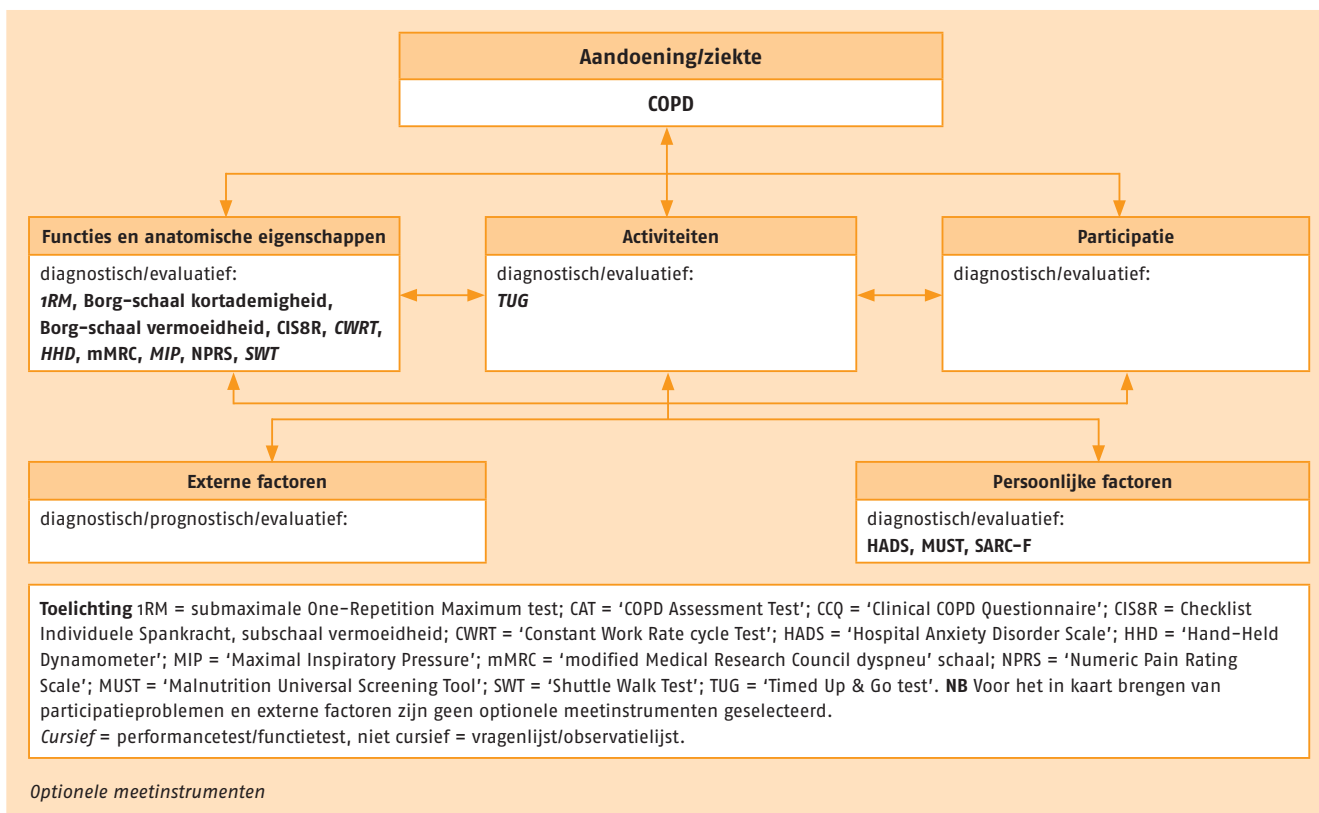 Aandoening/ziekte
COPD
Functies en anatomische eigenschappen
diagnostisch/evaluatief:
1RM, Borg-schaal kortademigheid,
Borg-schaal vermoeidheid, CIS8R, CWRT,
HHD, mMRC, MIP, NPRS, SWT
Activiteiten
diagnostisch/evaluatief:
TUG
Participatie
diagnostisch/evaluatief:
Externe factoren
diagnostisch/prognostisch/evaluatief:
Persoonlijke factoren
diagnostisch/evaluatief:
HADS, MUST, SARC-F
Toelichting 1RM = submaximale One-Repetition Maximum test; CAT = ‘COPD Assessment Test’; CCQ = ‘Clinical COPD Questionnaire’; CIS8R = Checklist
Individuele Spankracht, subschaal vermoeidheid; CWRT = ‘Constant Work Rate cycle Test’; HADS = ‘Hospital Anxiety Disorder Scale’; HHD = ‘Hand-Held
Dynamometer’; MIP = ‘Maximal Inspiratory Pressure’; mMRC = ‘modified Medical Research Council dyspneu’ schaal; NPRS = ‘Numeric Pain Rating
Scale’; MUST = ‘Malnutrition Universal Screening Tool’; SWT = ‘Shuttle Walk Test’; TUG = ‘Timed Up & Go test’. NB Voor het in kaart brengen van
participatieproblemen en externe factoren zijn geen optionele meetinstrumenten geselecteerd.
Cursief = performancetest/functietest, niet cursief = vragenlijst/observatielijst.
Optionele meetinstrumenten